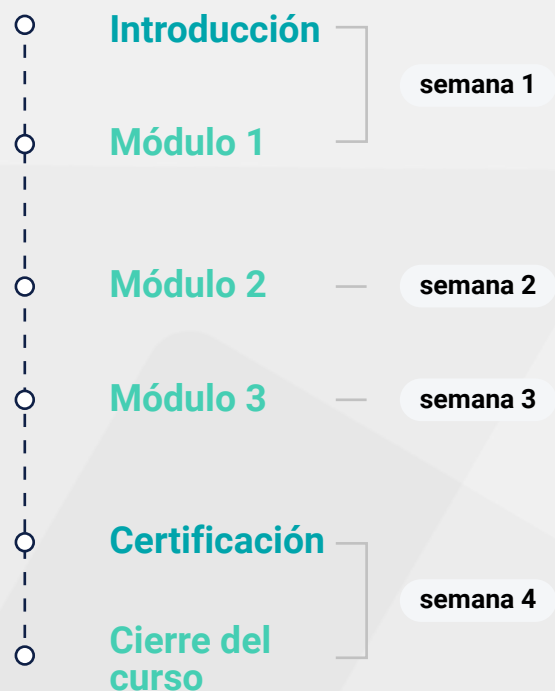 Introducción
semana 1
Módulo 1
Módulo 2
semana 2
Módulo 3
semana 3
Certificación
semana 4
Cierre del
curso